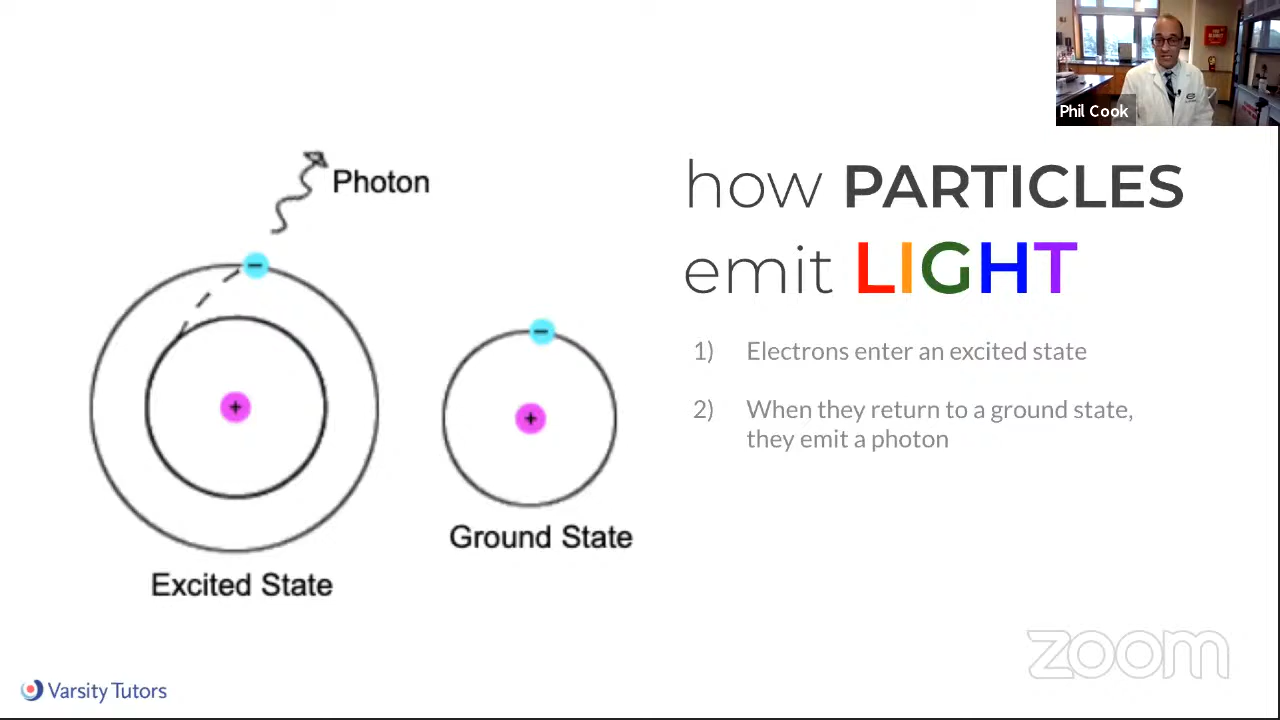 Phil Cook
how PARTICLES
emit LIGHT
Photon
1) Electrons enter an excited state
2) When they return to a ground state,
they emit a photon
+
+
Ground State
Excited State
zoom
Varsity Tutors